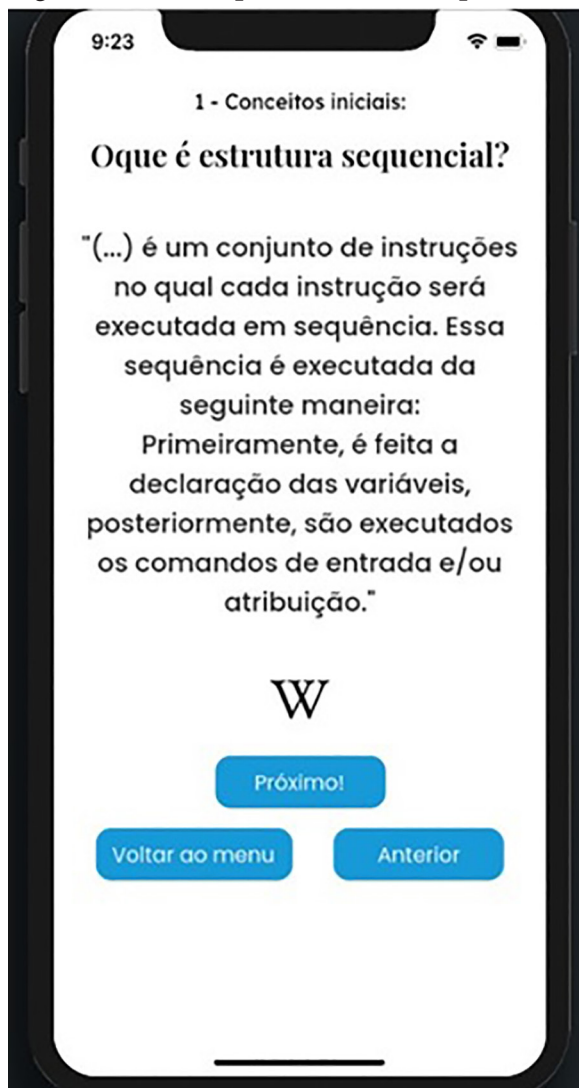 9:23
1 - Conceitos iniciais:
Oque é estrutura sequencial?
"(...) é um conjunto de instruções
no qual cada instrução será
executada em sequência. Essa
sequência é executada da
seguinte maneira:
Primeiramente, é feita a
declaração das variáveis,
posteriormente, são executados
os comandos de entrada e/ou
atribuição."
W
Próximo!
Voltar ao menu
Anterior